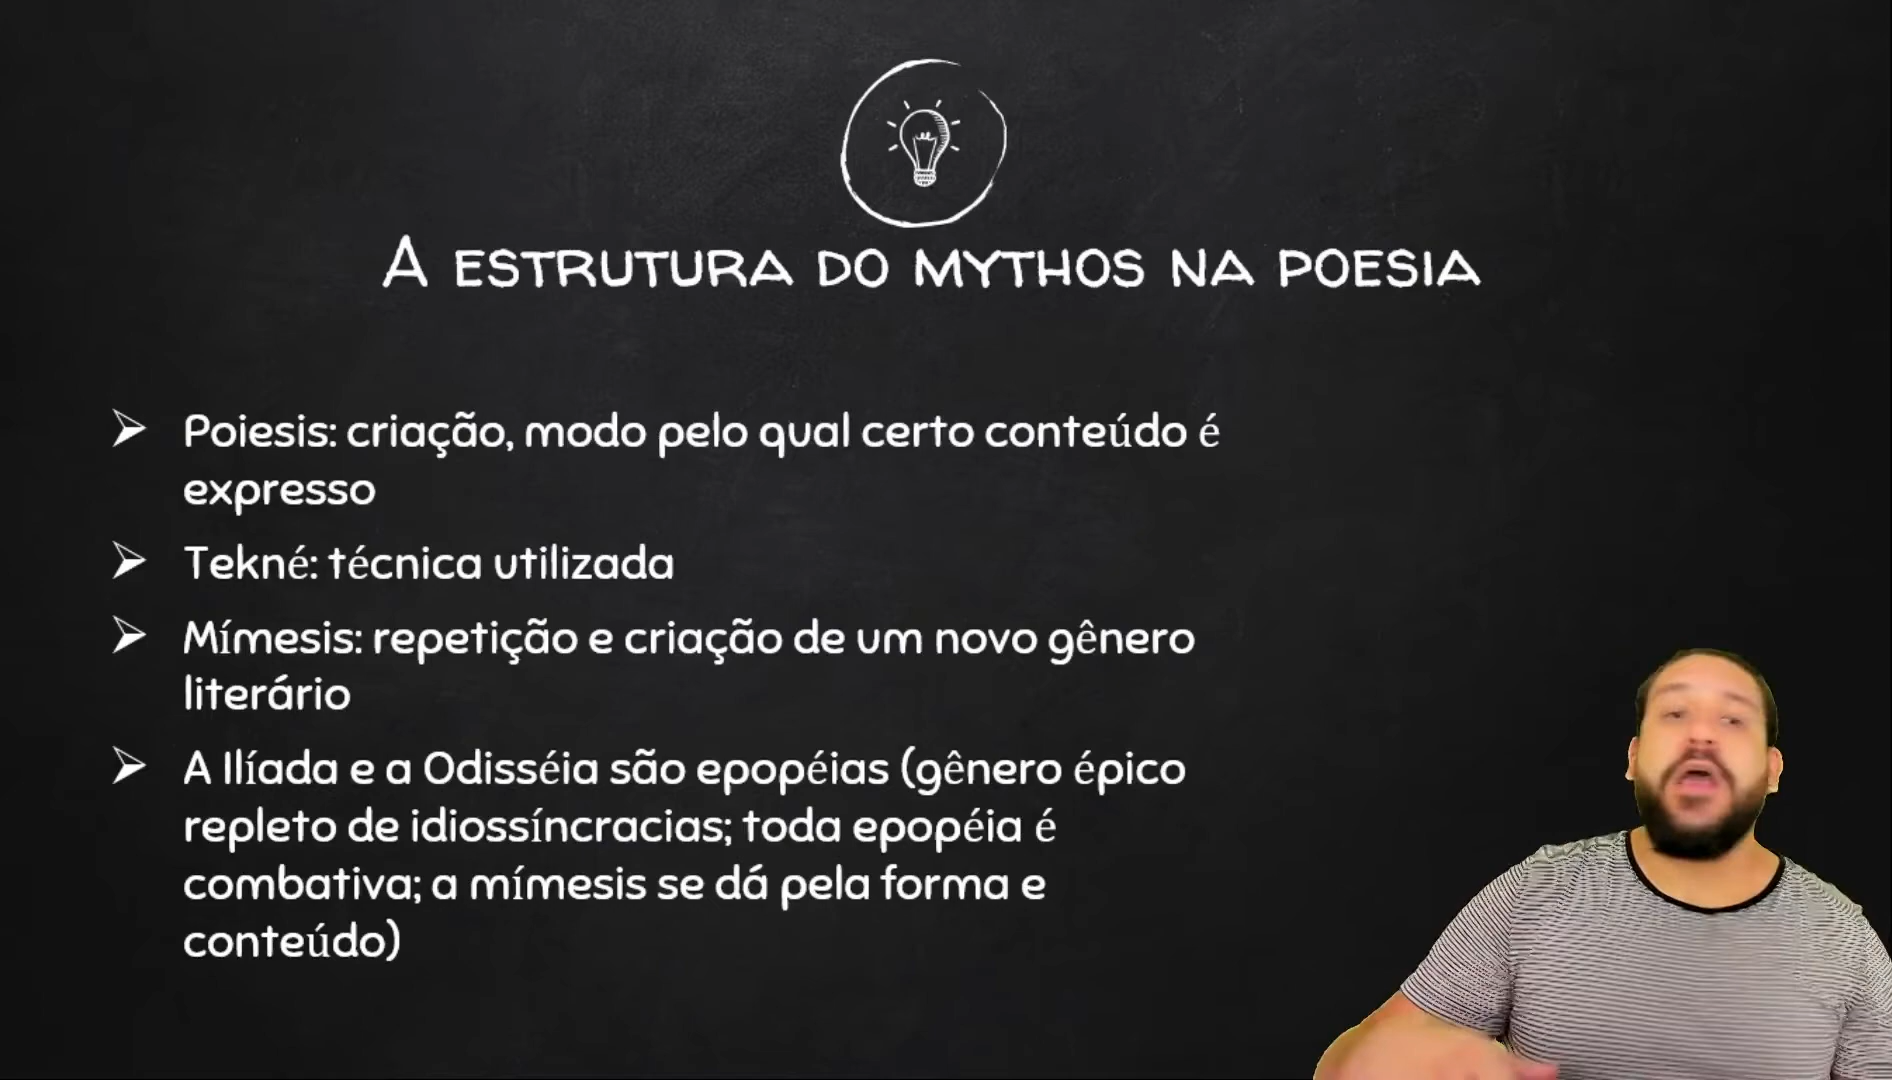 A estrutura do mythos na poesia
Poiesis: criação, modo pelo qual certo conteúdo é
expresso
Tekné: técnica utilizada
Mímesis: repetição e criação de um novo gênero
literário
A Ilíada e a Odisséia são epopéias (gênero épico
repleto de idiossíncracias; toda epopéia é
combativa; a mímesis se dá pela forma e
conteúdo)